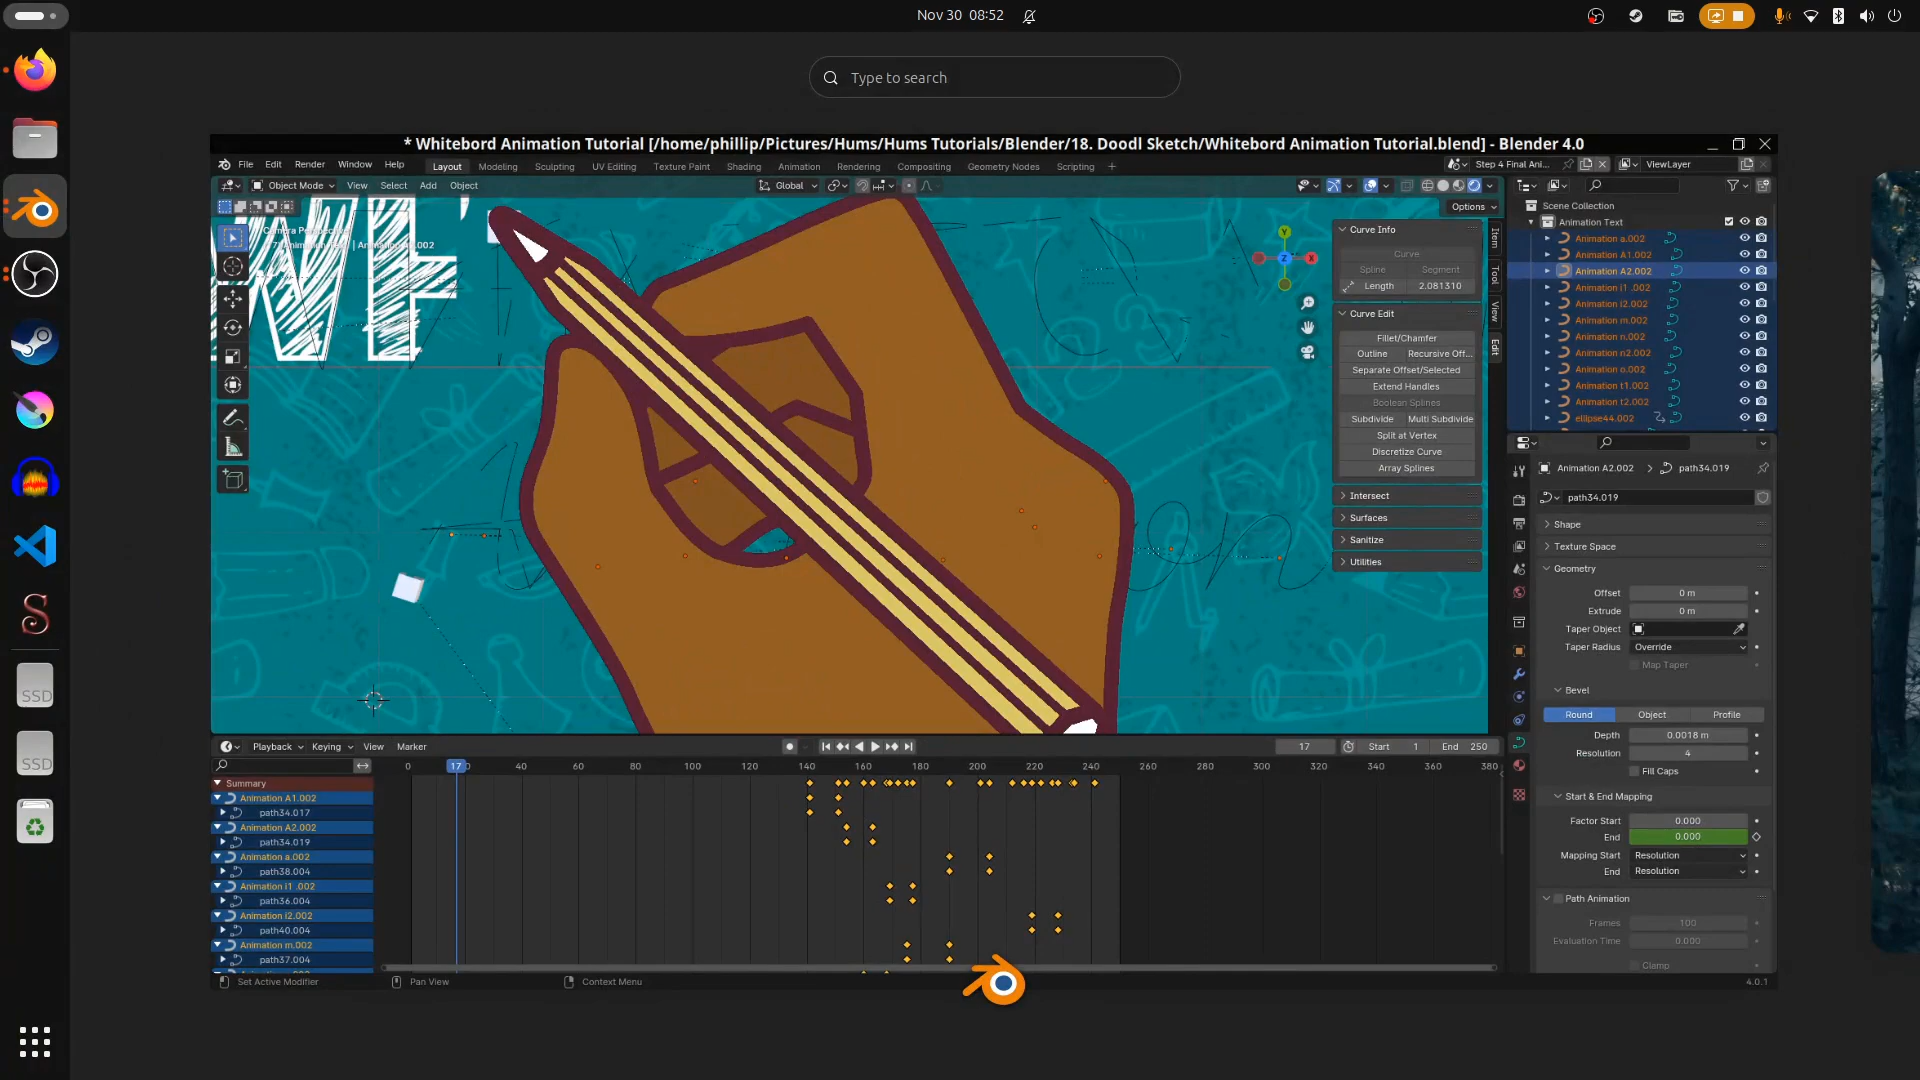 Nov 30 08:52
Type to search
* Whitebord Animation Tutorial [/home/phillip/Pictures/Hums/Hums Tutorials/Blender/18. Doodl Sketch/Whitebord Animation Tutorial.blend] - Blender 4.0
File Edit Render Window Help Layout Modeling Sculpting UV Editing Texture Paint Shading Animation Rendering Compositing Geometry Nodes Scripting + Step 4 Final Ani... ViewLayer
Object Mode View Select Add Object Global
Options
Scene Collection
Animation Text
Animation a.002
Animation A1.002
Animation A2.002
Animation i1 .002
Animation i2.002
Animation m.002
Animation n.002
Animation n2.002
Animation o.002
Animation t1.002
Animation t2.002
ellipse44.002
Y
Z
X
Item
Tool
View
Edit
Curve Info
Curve
Spline Segment
Length 2.081310
Curve Edit
Fillet/Chamfer
Outline Recursive Off...
Separate Offset/Selected
Extend Handles
Boolean Splines
Subdivide Multi Subdivide
Split at Vertex
Discretize Curve
Array Splines
Intersect
Surfaces
Sanitize
Utilities
Animation A2.002 > path34.019
path34.019
Shape
Texture Space
Geometry
Offset 0 m
Extrude 0 m
Taper Object
Taper Radius Override
Map Taper
Bevel
Round Object Profile
Depth 0.0018 m
Resolution 4
Fill Caps
Start & End Mapping
Factor Start 0.000
End 0.000
Mapping Start Resolution
End Resolution
Path Animation
Frames 100
Evaluation Time 0.000
Clamp
Playback Keying View Marker 17 Start 1 End 250
0 17 40 60 80 100 120 140 160 180 200 220 240 260 280 300 320 340 360 380
Summary
Animation A1.002
path34.017
Animation A2.002
path34.019
Animation a.002
path38.004
Animation i1 .002
path36.004
Animation i2.002
path40.004
Animation m.002
path37.004
Set Active Modifier Pan View Context Menu 4.0.1
SSD
SSD